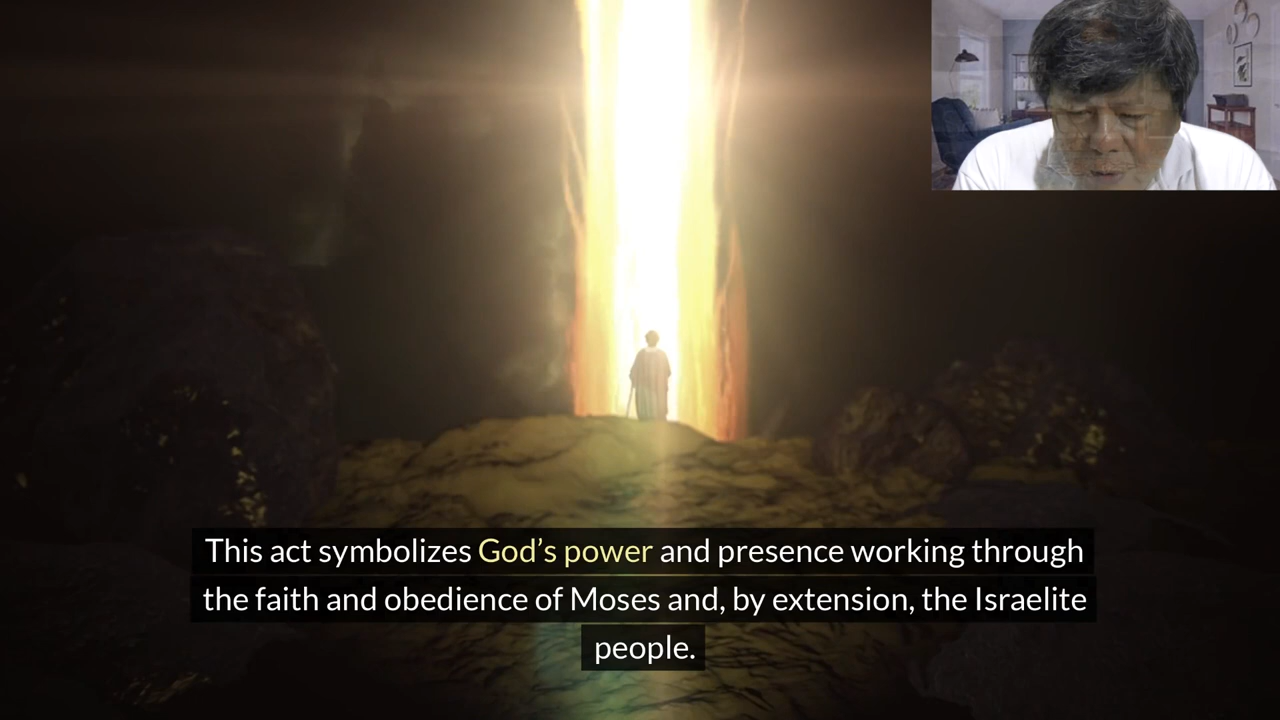 This act symbolizes God’s power and presence working through
the faith and obedience of Moses and, by extension, the Israelite
people.